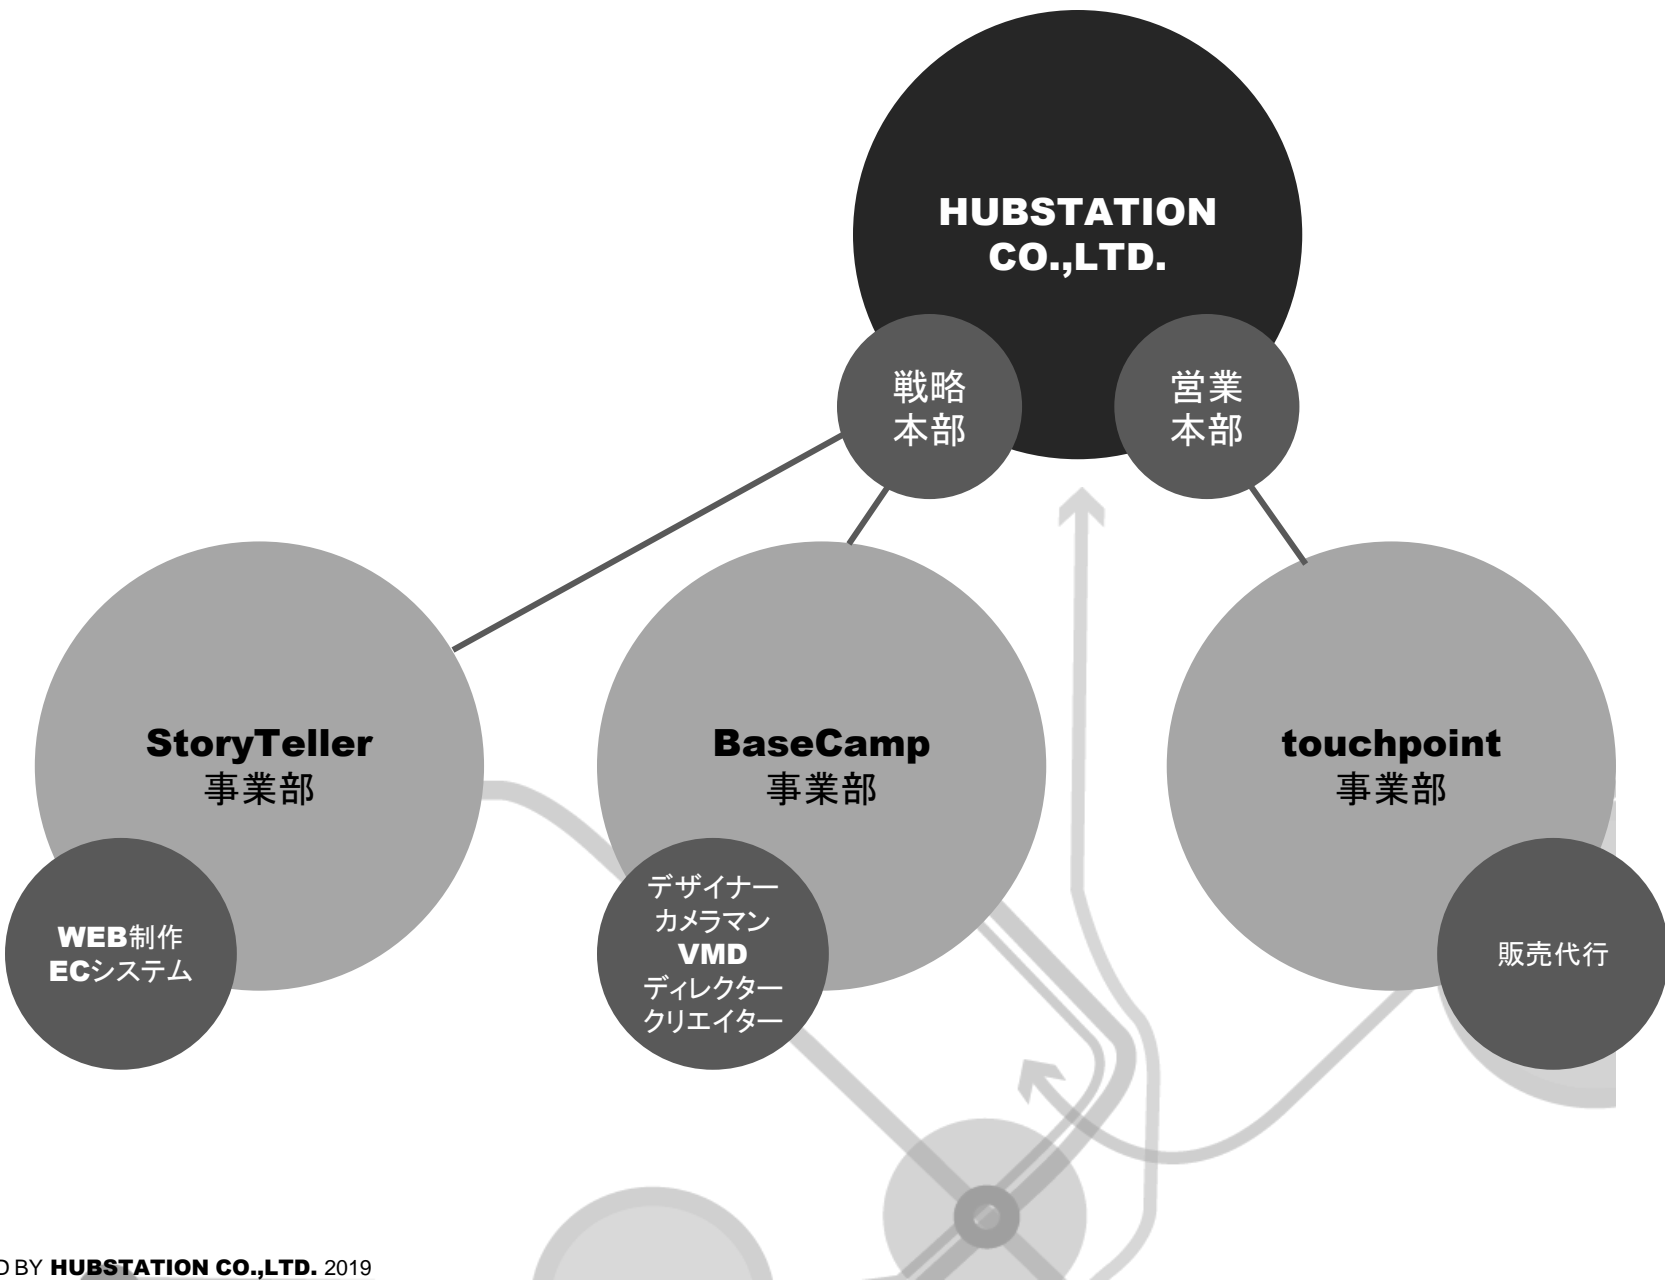 HUBSTATION
CO.,LTD.
戦略
本部
営業
本部
StoryTeller
事業部
BaseCamp
事業部
touchpoint
事業部
WEB制作
ECシステム
デザイナー
カメラマン
VMD
ディレクター
クリエイター
販売代行
D BY HUBSTATION CO.,LTD. 2019